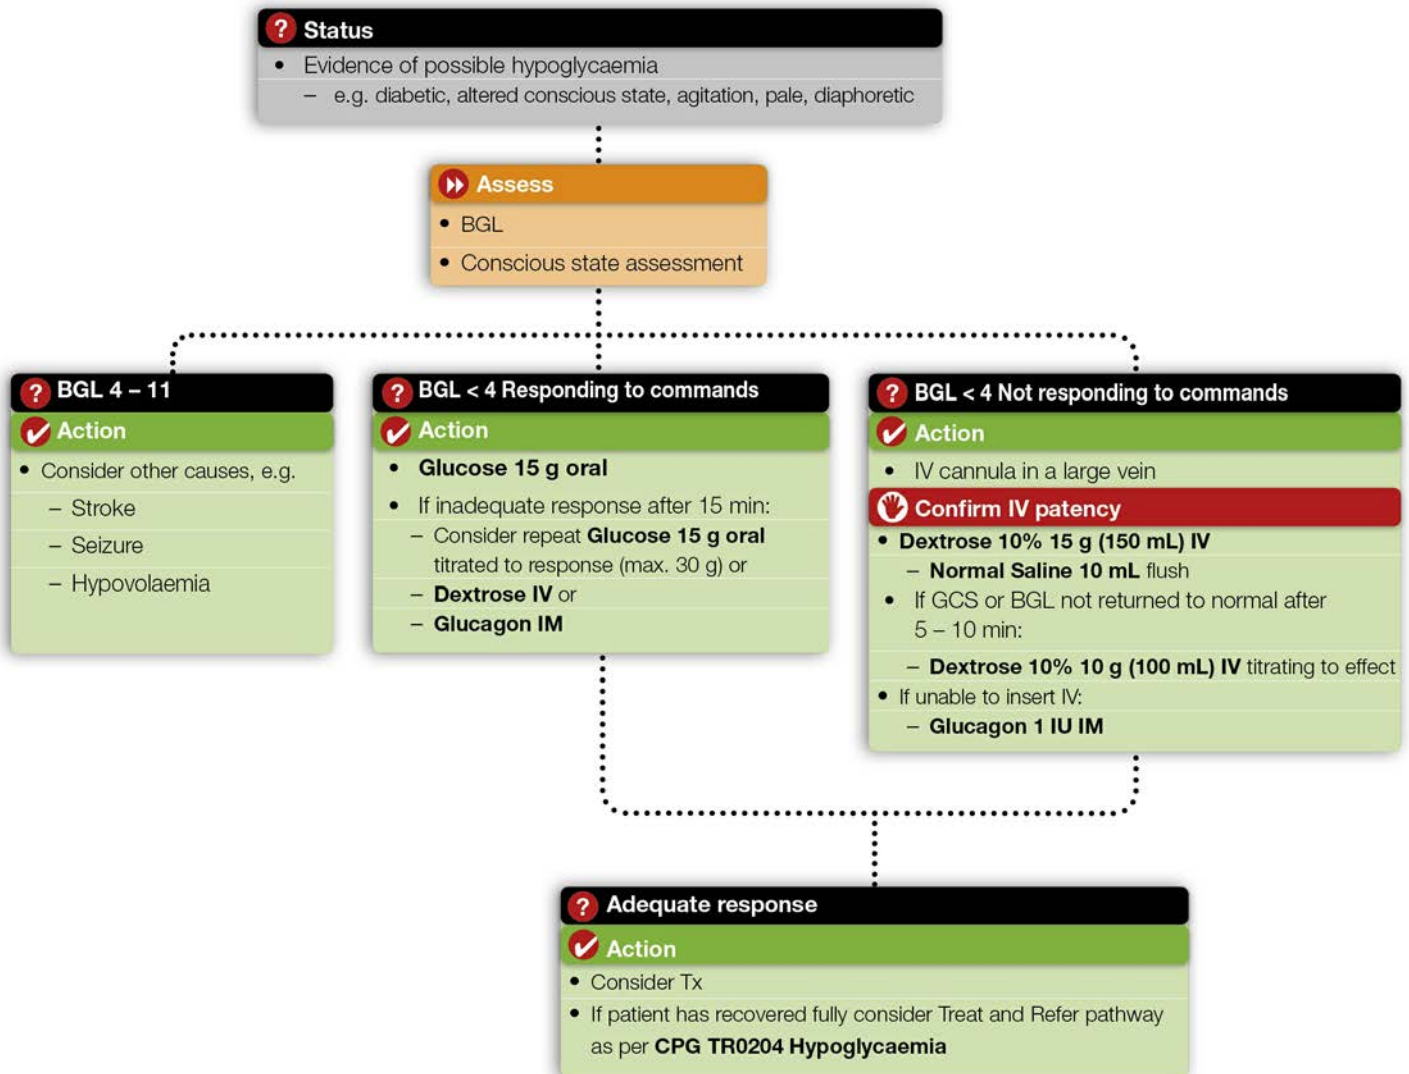 Status
• Evidence of possible hypoglycaemia
– e.g. diabetic, altered conscious state, agitation, pale, diaphoretic
Assess
• BGL
• Conscious state assessment
BGL 4 – 11
Action
• Consider other causes, e.g.
– Stroke
– Seizure
– Hypovolaemia
BGL < 4 Responding to commands
Action
• Glucose 15 g oral
• If inadequate response after 15 min:
– Consider repeat Glucose 15 g oral
titrated to response (max. 30 g) or
– Dextrose IV or
– Glucagon IM
BGL < 4 Not responding to commands
Action
• IV cannula in a large vein
Confirm IV patency
• Dextrose 10% 15 g (150 mL) IV
– Normal Saline 10 mL flush
• If GCS or BGL not returned to normal after
5 – 10 min:
– Dextrose 10% 10 g (100 mL) IV titrating to effect
• If unable to insert IV:
– Glucagon 1 IU IM
Adequate response
Action
• Consider Tx
• If patient has recovered fully consider Treat and Refer pathway
as per CPG TR0204 Hypoglycaemia